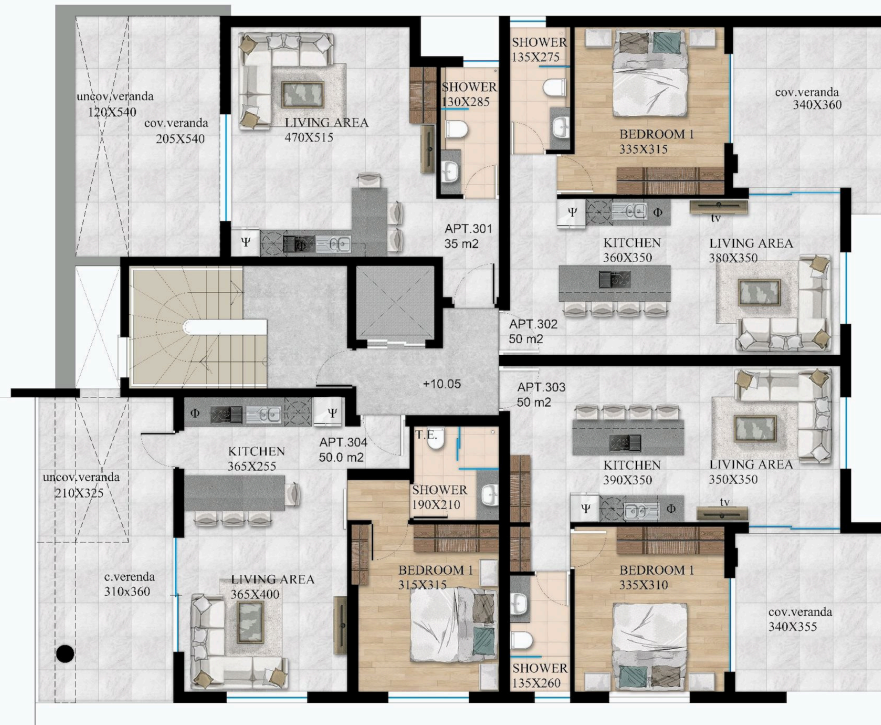 uncov.veranda
120X540
cov.veranda
205X540
LIVING AREA
470X515
SHOWER
130X285
Ψ
APT.301
35 m2
SHOWER
135X275
BEDROOM 1
335X315
cov.veranda
340X360
Ψ
Φ
tv
KITCHEN
360X350
LIVING AREA
380X350
APT.302
50 m2
+10.05
APT.303
50 m2
KITCHEN
390X350
LIVING AREA
350X350
Ψ
Φ
tv
BEDROOM 1
335X310
SHOWER
135X260
cov.veranda
340X355
Φ
Ψ
KITCHEN
365X255
APT.304
50.0 m2
T.E.
SHOWER
190X210
uncov.veranda
210X325
c.verenda
310x360
LIVING AREA
365X400
BEDROOM 1
315X315